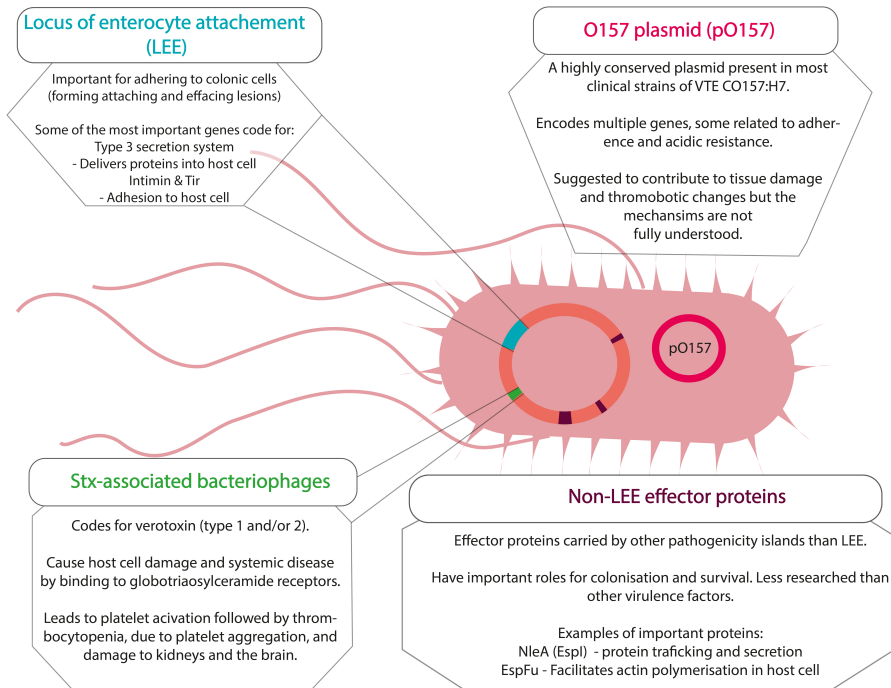 Locus of enterocyte attachement
(LEE)
Important for adhering to colonic cells
(forming attaching and effacing lesions)
Some of the most important genes code for:
Type 3 secretion system
- Delivers proteins into host cell
Intimin & Tir
- Adhesion to host cell
O157 plasmid (pO157)
A highly conserved plasmid present in most
clinical strains of VTE CO157:H7.
Encodes multiple genes, some related to adher-
ence and acidic resistance.
Suggested to contribute to tissue damage
and thromobotic changes but the
mechansims are not
fully understood.
pO157
Stx-associated bacteriophages
Codes for verotoxin (type 1 and/or 2).
Cause host cell damage and systemic disease
by binding to globotriaosylceramide receptors.
Leads to platelet acivation followed by throm-
bocytopenia, due to platelet aggregation, and
damage to kidneys and the brain.
Non-LEE effector proteins
Effector proteins carried by other pathogenicity islands than LEE.
Have important roles for colonisation and survival. Less researched than
other virulence factors.
Examples of important proteins:
NleA (EspI)  - protein traficking and secretion
EspFu - Facilitates actin polymerisation in host cell